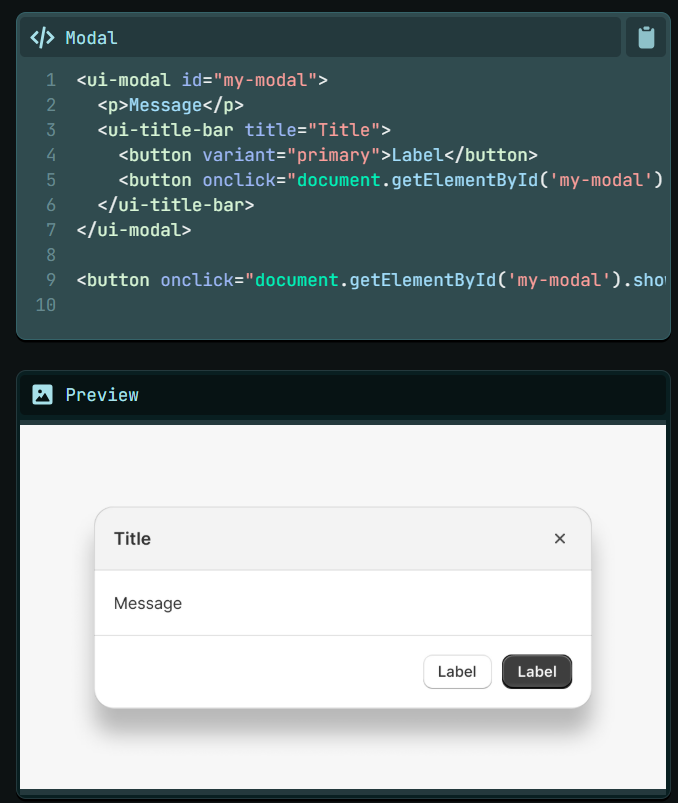 </> Modal
1 <ui-modal id="my-modal">
2 <p>Message</p>
3 <ui-title-bar title="Title">
4 <button variant="primary">Label</button>
5 <button onclick="document.getElementById('my-modal')
6 </ui-title-bar>
7 </ui-modal>
8
9 <button onclick="document.getElementById('my-modal').sho
10
Preview
Title ×
Message
Label Label